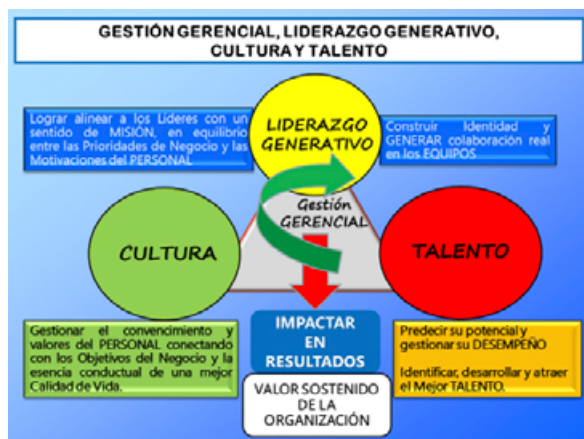 GESTIÓN GERENCIAL, LIDERAZGO GENERATIVO,
CULTURA Y TALENTO
Lograr alinear a los Lideres con un
sentido de MISIÓN, en equilibrio
entre las Prioridades de Negocio y las
Motivaciones del PERSONAL
LIDERAZGO
GENERATIVO
Construir Identidad y
GENERAR colaboración real
en los EQUIPOS
Gestión
GERENCIAL
CULTURA
TALENTO
Gestionar el convencimiento y
valores del PERSONAL conectando
con los Objetivos del Negocio y la
esencia conductual de una mejor
Calidad de Vida.
IMPACTAR
EN
RESULTADOS
VALOR SOSTENIDO
DE LA
ORGANIZACIÓN
Predecir su potencial y
gestionar su DESEMPEÑO
Identificar, desarrollar y atraer
el Mejor TALENTO.